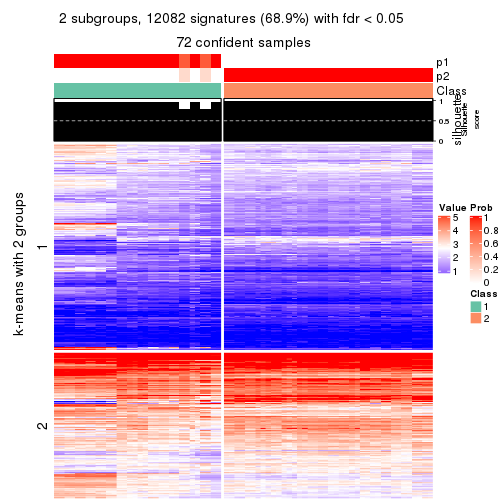 2 subgroups, 12082 signatures (68.9%) with fdr < 0.05
72 confident samples
p1
p2
Class
silhouette
Silhouette
score
1
0.5
0
k-means with 2 groups
1
2
Value
5
4
3
2
1
Prob
1
0.8
0.6
0.4
0.2
0
Class
1
2